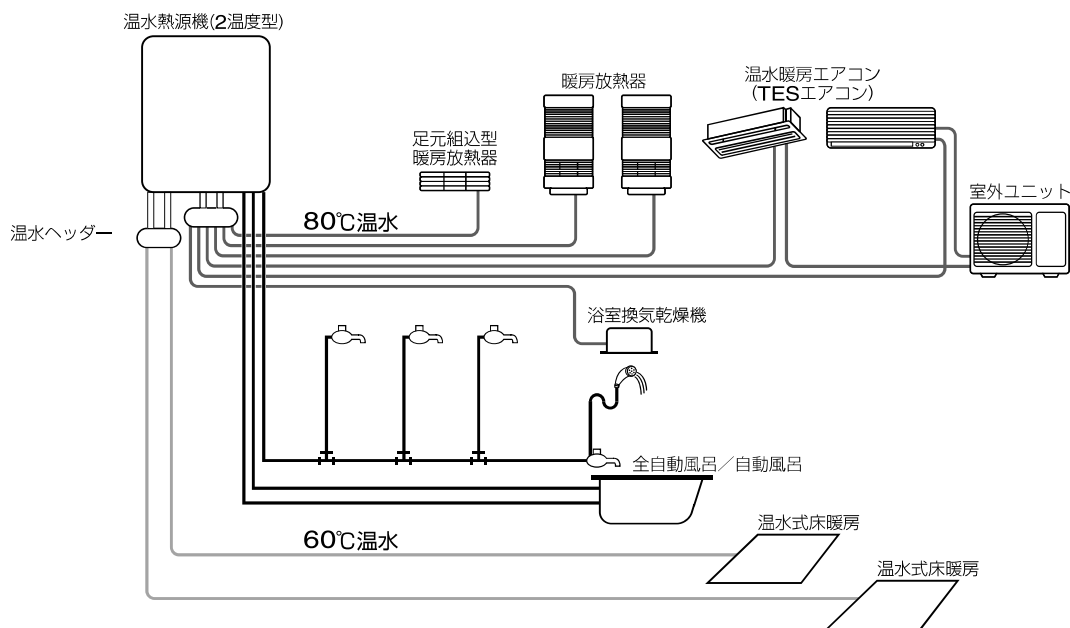 温水熱源機(2温度型)
暖房放熱器
温水暖房エアコン
(TESエアコン)
足元組込型
暖房放熱器
室外ユニット
80℃温水
温水ヘッダー
浴室換気乾燥機
全自動風呂／自動風呂
温水式床暖房
60℃温水
温水式床暖房